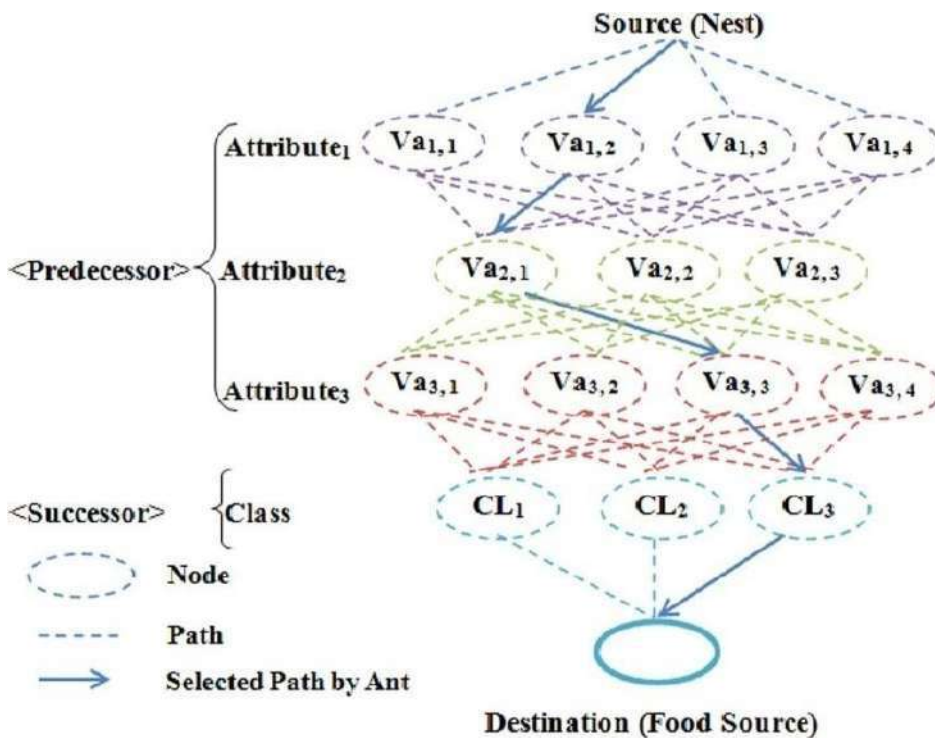 Source (Nest)
Attribute₁ Va₁,₁ Va₁,₂ Va₁,₃ Va₁,₄
<Predecessor> Attribute₂ Va₂,₁ Va₂,₂ Va₂,₃
Attribute₃ Va₃,₁ Va₃,₂ Va₃,₃ Va₃,₄
<Successor> Class CL₁ CL₂ CL₃
Node
Path
Selected Path by Ant
Destination (Food Source)